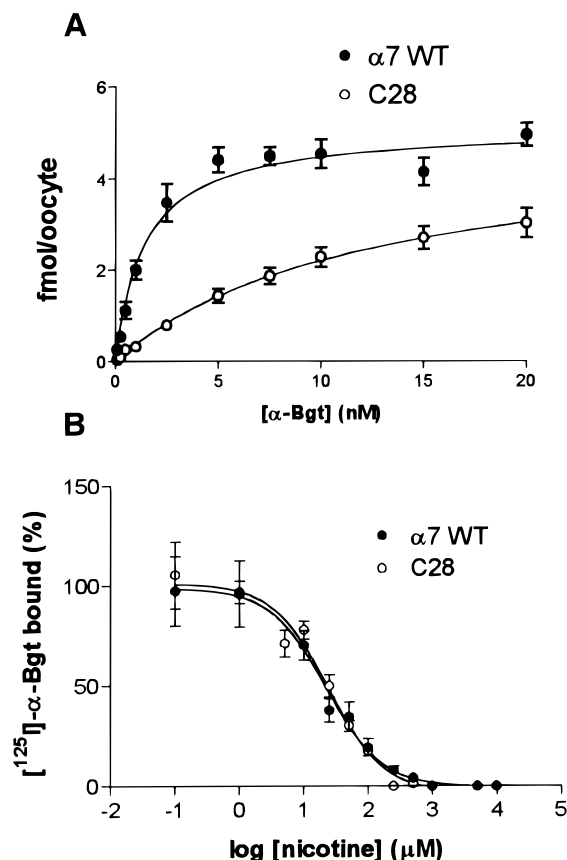 A
α7 WT
C28
6
4
2
0
fmol/oocyte
0 5 10 15 20
[α-Bgt] (nM)
B
150
100
50
0
[125I]-α-Bgt bound (%)
α7 WT
C28
-2 -1 0 1 2 3 4 5
log [nicotine] (μM)